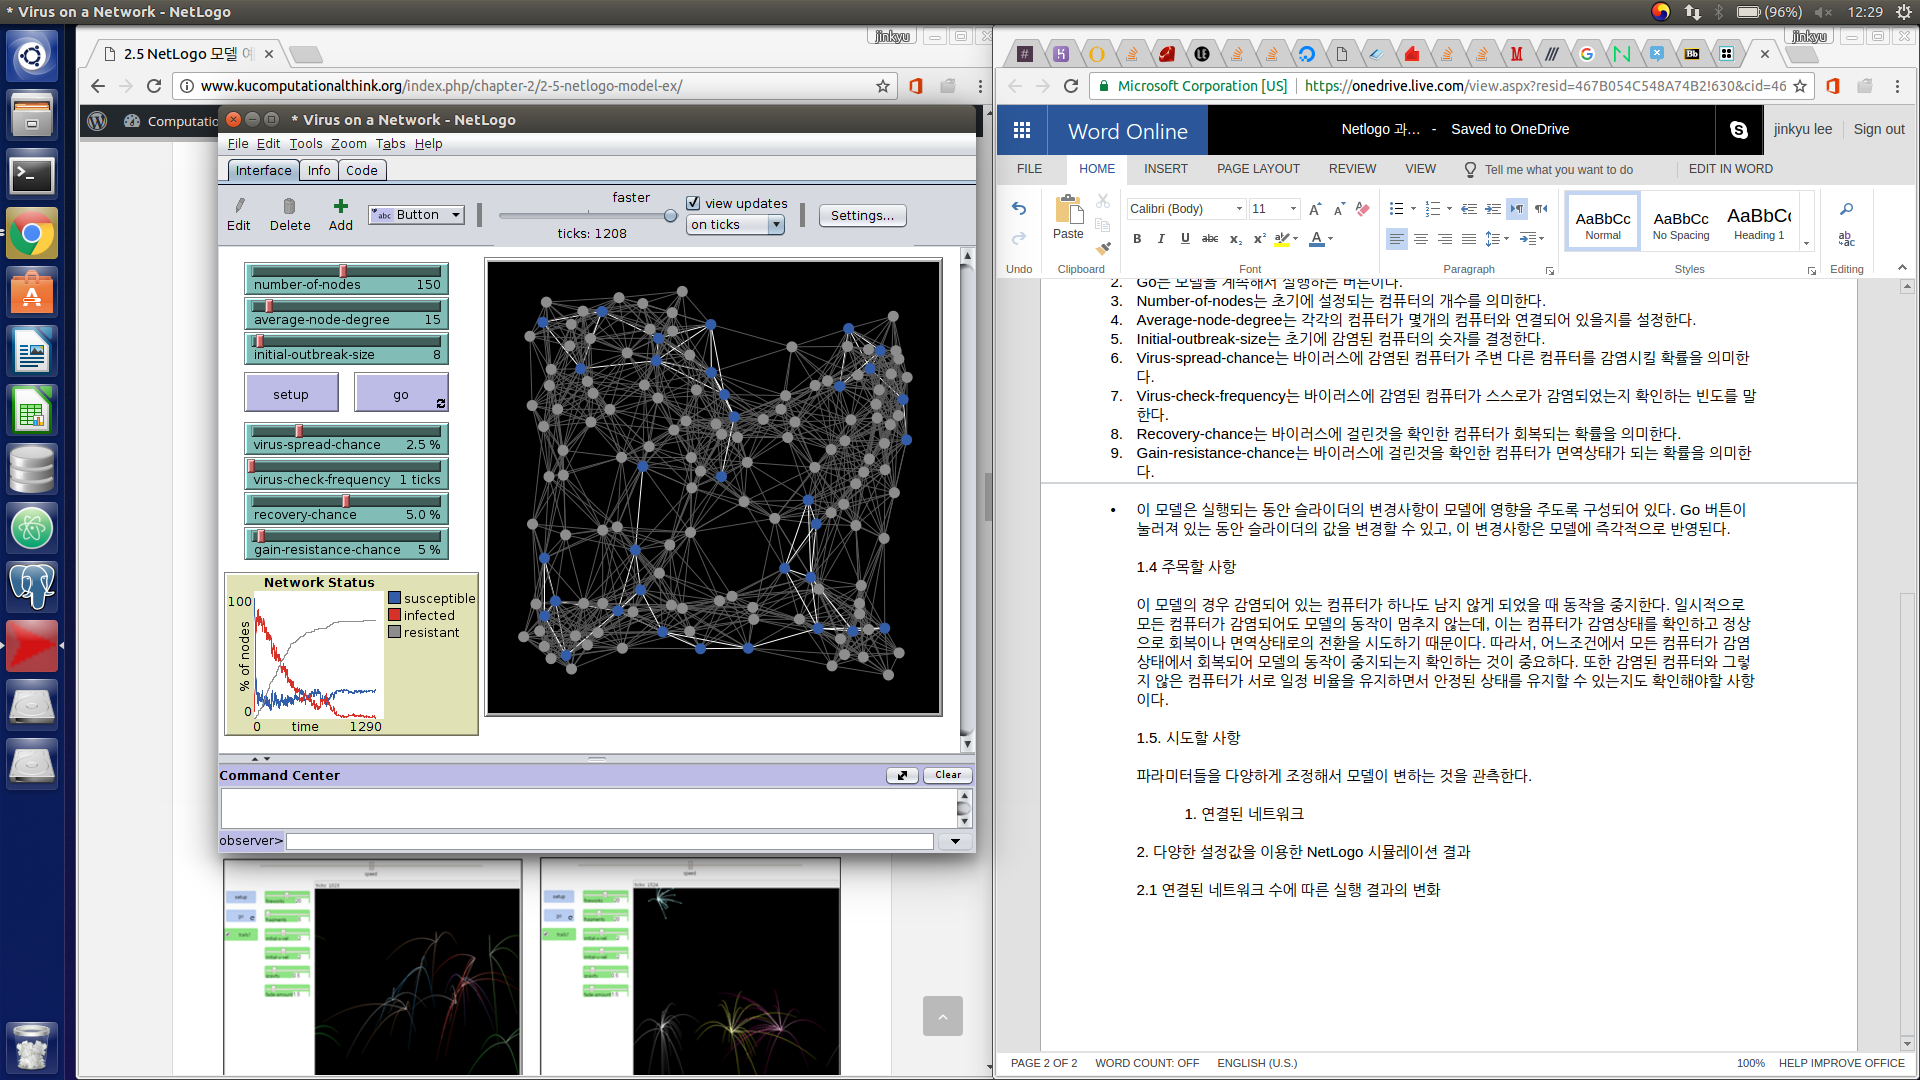 * Virus on a Network - NetLogo
(96%)
12:29
jinkyu
2.5 NetLogo 모델 예
www.kucomputationalthink.org/index.php/chapter-2/2-5-netlogo-model-ex/
Computatio
* Virus on a Network - NetLogo
File Edit Tools Zoom Tabs Help
Interface Info Code
Edit Delete Add
abc Button
faster
ticks: 1208
view updates
on ticks
Settings...
number-of-nodes 150
average-node-degree 15
initial-outbreak-size 8
setup go
virus-spread-chance 2.5 %
virus-check-frequency 1 ticks
recovery-chance 5.0 %
gain-resistance-chance 5 %
Network Status
100
% of nodes
0
0 time 1290
susceptible
infected
resistant
Command Center
Clear
observer>
setup
go
speed
setup
go
speed
jinkyu
Microsoft Corporation [US] https://onedrive.live.com/view.aspx?resid=467B054C548A74B2!630&cid=46
Word Online
Netlogo 과... - Saved to OneDrive
jinkyu lee Sign out
FILE HOME INSERT PAGE LAYOUT REVIEW VIEW Tell me what you want to do EDIT IN WORD
Paste
Calibri (Body) 11
B I U abc x₂ x² A
AaBbCc AaBbCc AaBbCc
Normal No Spacing Heading 1
Undo Clipboard Font Paragraph Styles Editing
2. Go는 모델을 계속해서 실행하는 버튼이다.
3. Number-of-nodes는 초기에 설정되는 컴퓨터의 개수를 의미한다.
4. Average-node-degree는 각각의 컴퓨터가 몇개의 컴퓨터와 연결되어 있을지를 설정한다.
5. Initial-outbreak-size는 초기에 감염된 컴퓨터의 숫자를 결정한다.
6. Virus-spread-chance는 바이러스에 감염된 컴퓨터가 주변 다른 컴퓨터를 감염시킬 확률을 의미한
다.
7. Virus-check-frequency는 바이러스에 감염된 컴퓨터가 스스로가 감염되었는지 확인하는 빈도를 말
한다.
8. Recovery-chance는 바이러스에 걸린것을 확인한 컴퓨터가 회복되는 확률을 의미한다.
9. Gain-resistance-chance는 바이러스에 걸린것을 확인한 컴퓨터가 면역상태가 되는 확률을 의미한
다.
• 이 모델은 실행되는 동안 슬라이더의 변경사항이 모델에 영향을 주도록 구성되어 있다. Go 버튼이
눌러져 있는 동안 슬라이더의 값을 변경할 수 있고, 이 변경사항은 모델에 즉각적으로 반영된다.
1.4 주목할 사항
이 모델의 경우 감염되어 있는 컴퓨터가 하나도 남지 않게 되었을 때 동작을 중지한다. 일시적으로
모든 컴퓨터가 감염되어도 모델의 동작이 멈추지 않는데, 이는 컴퓨터가 감염상태를 확인하고 정상
으로 회복이나 면역상태로의 전환을 시도하기 때문이다. 따라서, 어느조건에서 모든 컴퓨터가 감염
상태에서 회복되어 모델의 동작이 중지되는지 확인하는 것이 중요하다. 또한 감염된 컴퓨터와 그렇
지 않은 컴퓨터가 서로 일정 비율을 유지하면서 안정된 상태를 유지할 수 있는지도 확인해야할 사항
이다.
1.5. 시도할 사항
파라미터들을 다양하게 조정해서 모델이 변하는 것을 관측한다.
1. 연결된 네트워크
2. 다양한 설정값을 이용한 NetLogo 시뮬레이션 결과
2.1 연결된 네트워크 수에 따른 실행 결과의 변화
PAGE 2 OF 2 WORD COUNT: OFF ENGLISH (U.S.) 100% HELP IMPROVE OFFICE